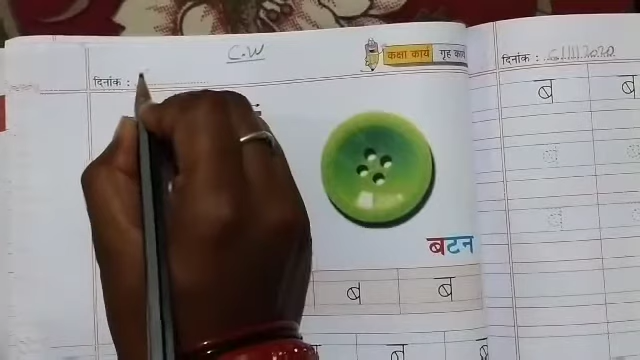 C.W
कक्षा कार्य गृह कार्य
दिनांक :
बटन
ब ब
ब
दिनांक : 6/11/2020
ब ब
ब
ब